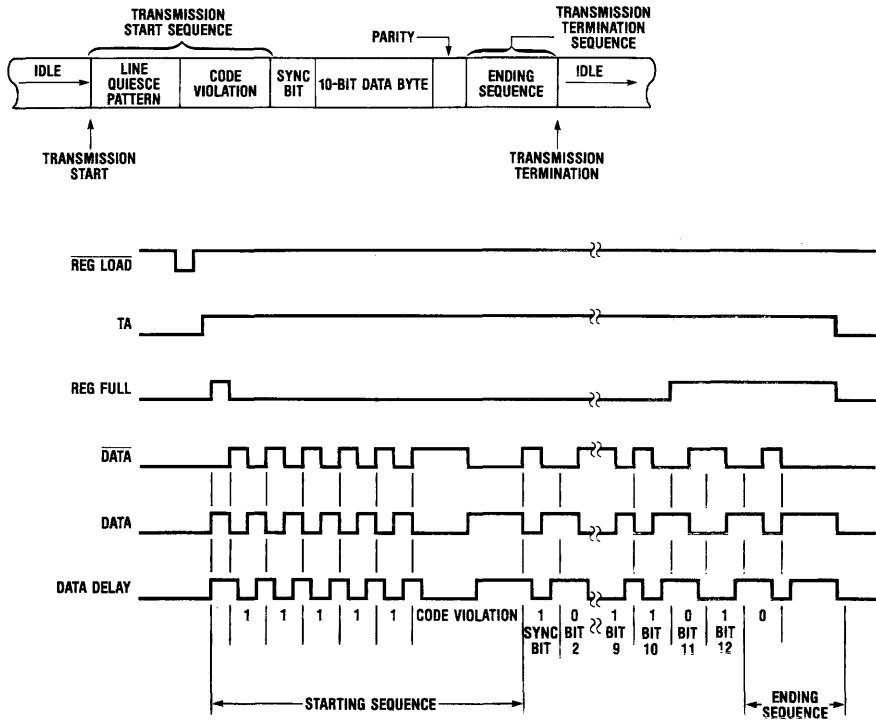 TRANSMISSION
START SEQUENCE
PARITY
TRANSMISSION
TERMINATION
SEQUENCE
IDLE
LINE
QUIESCE
PATTERN
CODE
VIOLATION
SYNC
BIT
10-BIT DATA BYTE
ENDING
SEQUENCE
IDLE
TRANSMISSION
START
TRANSMISSION
TERMINATION
REG LOAD
TA
REG FULL
DATA
DATA
DATA DELAY
1 1 1 1 1 CODE VIOLATION 1 0 1 1 0 1 0
SYNC BIT BIT BIT BIT BIT
BIT 2 9 10 11 12
STARTING SEQUENCE
ENDING
SEQUENCE